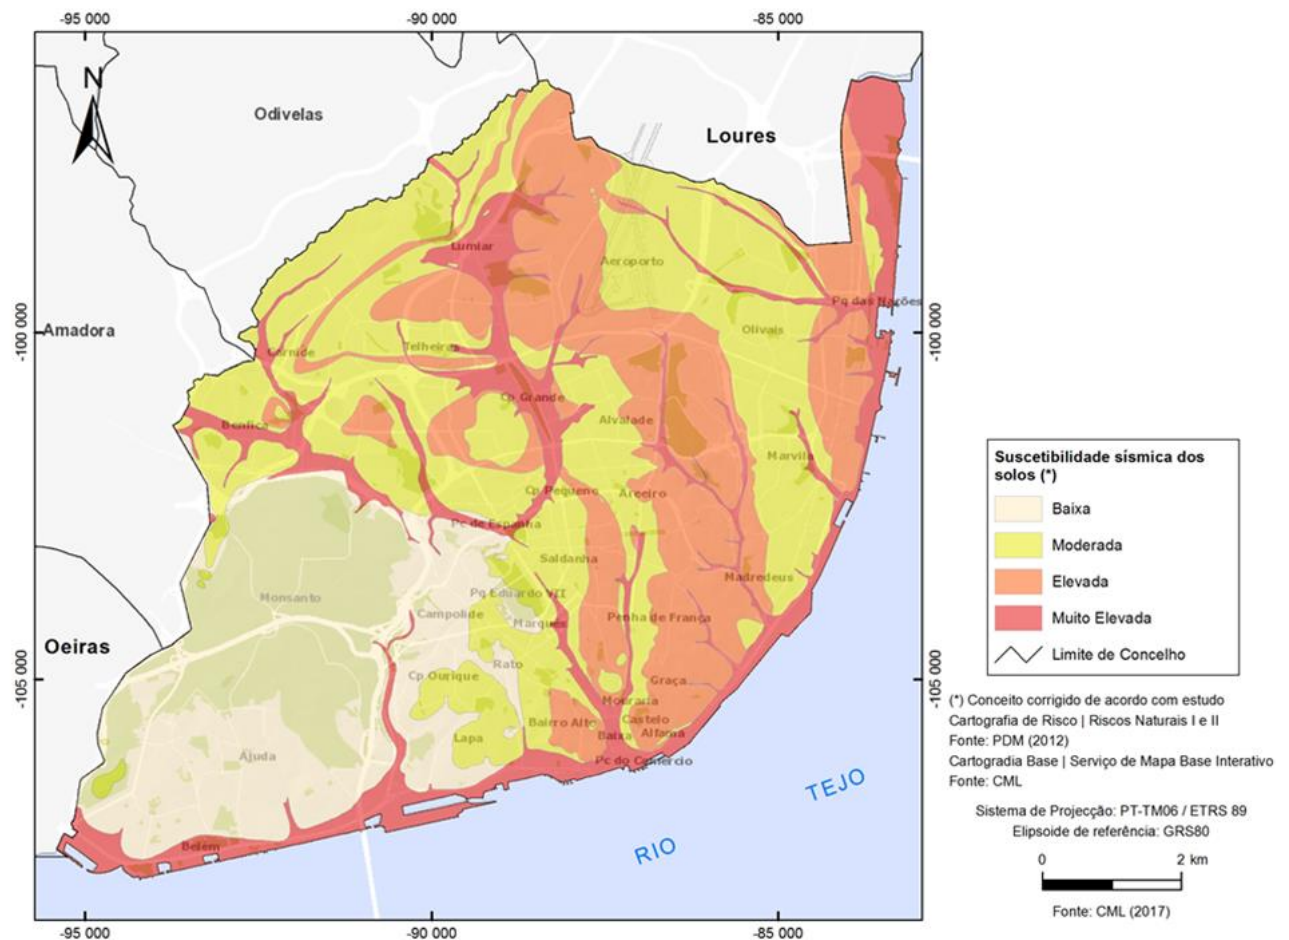 -95 000
-90 000
-85 000
N
Odivelas
Loures
Lumiar
Aeroporto
Pq das Nações
-100 000
-100 000
Amadora
Olivais
Carnide
Telheiras
Cp Grande
Alvalade
Benfica
Marvila
Cp Pequeno
Areeiro
Pc de Espanha
Saldanha
Madredeus
Monsanto
Pq Eduardo VII
Campolide
Marquês
Penha de França
Oeiras
Rato
Cp Ourique
Graça
-105 000
-105 000
Mouraria
Bairro Alto
Castelo
Lapa
Baixa
Alfama
Ajuda
Pc do Comércio
TEJO
RIO
Belém
-95 000
-90 000
-85 000
Suscetibilidade sísmica dos
solos (*)
Baixa
Moderada
Elevada
Muito Elevada
Limite de Concelho
(*) Conceito corrigido de acordo com estudo
Cartografia de Risco | Riscos Naturais I e II
Fonte: PDM (2012)
Cartogradia Base | Serviço de Mapa Base Interativo
Fonte: CML
Sistema de Projecção: PT-TM06 / ETRS 89
Elipsoide de referência: GRS80
0 2 km
Fonte: CML (2017)